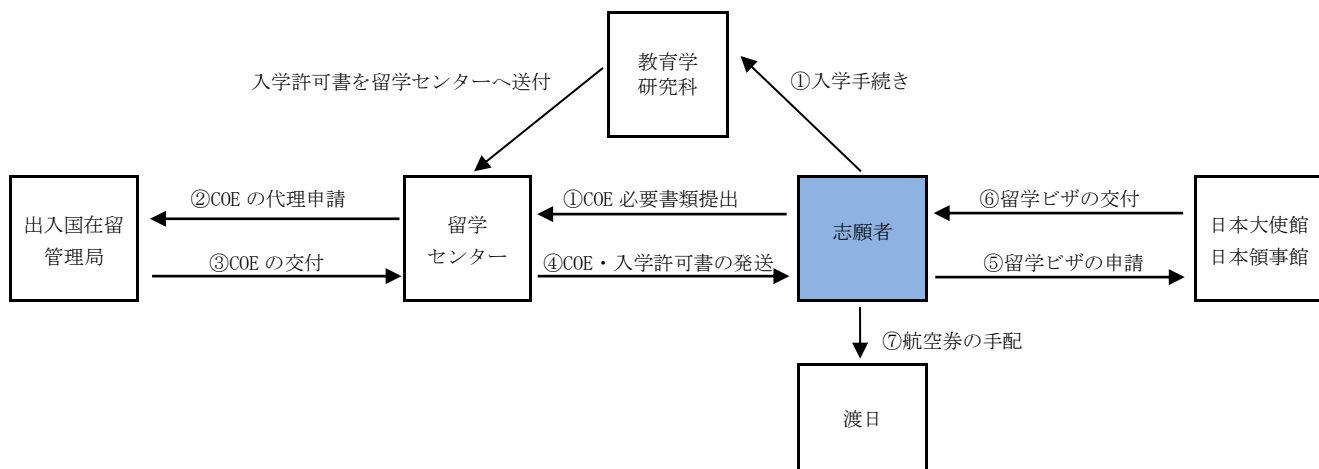 教育学
研究科
入学許可書を留学センターへ送付
①入学手続き
②COE の代理申請
①COE 必要書類提出
⑥留学ビザの交付
出入国在留
管理局
留学
センター
志願者
日本大使館
日本領事館
③COE の交付
④COE・入学許可書の発送
⑤留学ビザの申請
⑦航空券の手配
渡日